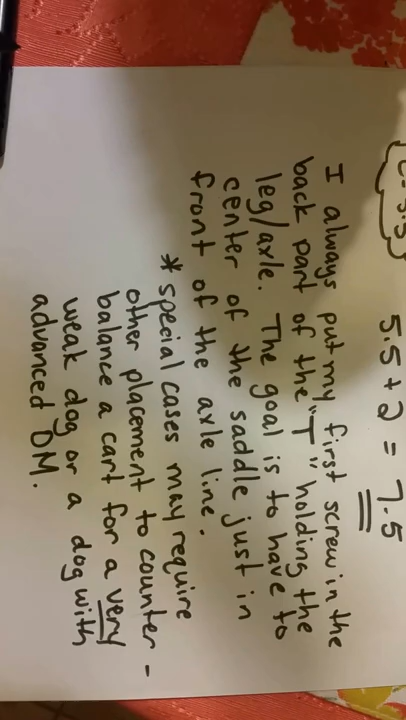 5.5 + 2 = 7.5
I always put my first screw in the
back part of the "T" holding the
leg/axle. The goal is to have to
center of the saddle just in
front of the axle line.
* special cases may require
other placement to counter-
balance a cart for a very
weak dog or a dog with
advanced DM.